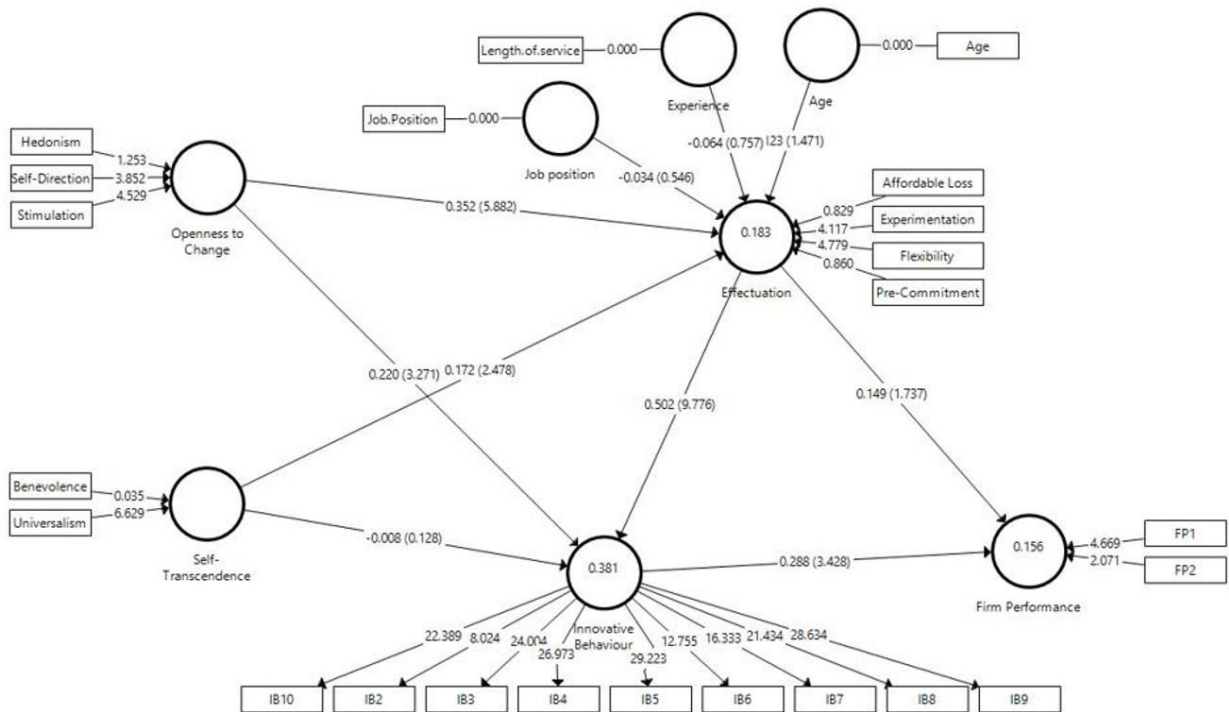 Length.of.service
0.000
Experience
0.000
Age
Age
Job.Position
0.000
Job position
-0.064 (0.757)
123 (1.471)
-0.034 (0.546)
Hedonism
1.253
Self-Direction
3.852
Stimulation
4.529
Openness to
Change
0.352 (5.882)
0.183
Effectuation
Affordable Loss
0.829
Experimentation
4.117
Flexibility
4.779
Pre-Commitment
0.860
0.220 (3.271)
0.172 (2.478)
0.502 (9.776)
0.149 (1.737)
Benevolence
0.035
Universalism
6.629
Self-
Transcendence
-0.008 (0.128)
0.381
Innovative
Behaviour
0.288 (3.428)
0.156
Firm Performance
FP1
4.669
FP2
2.071
22.389
8.024
24.004
26.973
29.223
12.755
16.333
21.434
28.634
IB10
IB2
IB3
IB4
IB5
IB6
IB7
IB8
IB9